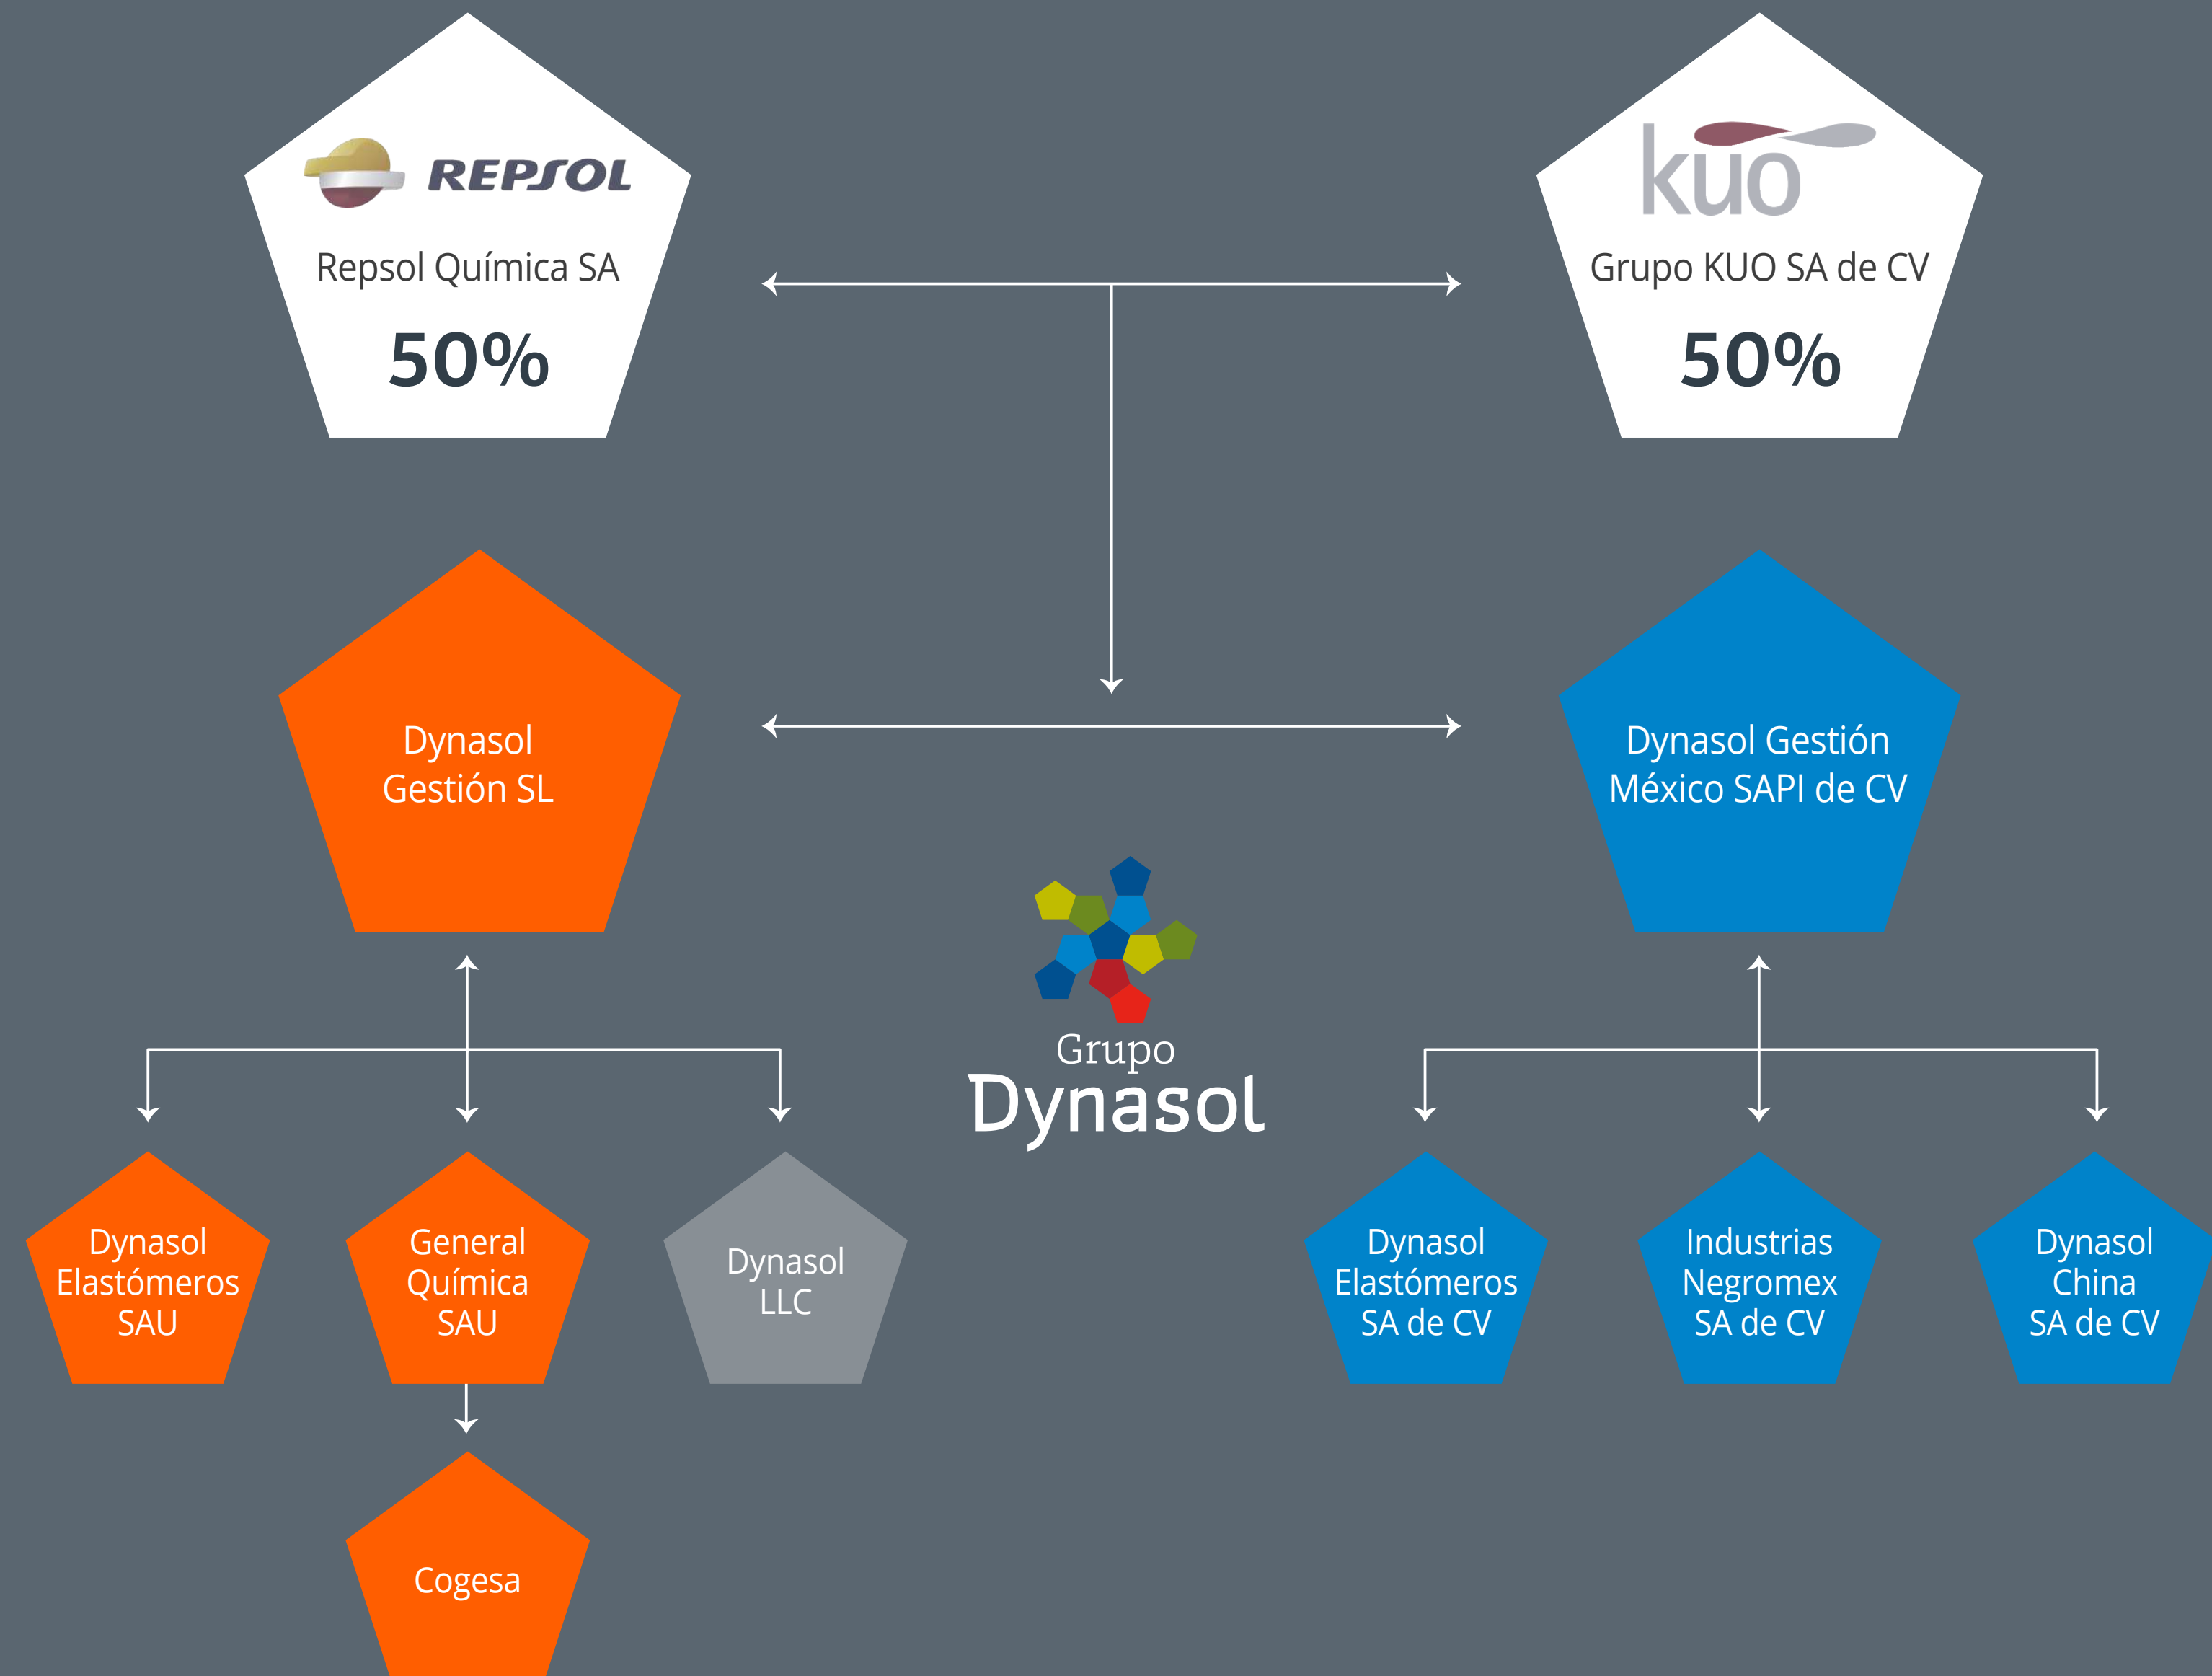 REPSOL
Repsol Química SA
50%
kuo
Grupo KUO SA de CV
50%
Dynasol
Gestión SL
Dynasol Gestión
México SAPI de CV
Grupo
Dynasol
Dynasol
Elastómeros
SAU
General
Química
SAU
Dynasol
LLC
Dynasol
Elastómeros
SA de CV
Industrias
Negromex
SA de CV
Dynasol
China
SA de CV
Cogesa